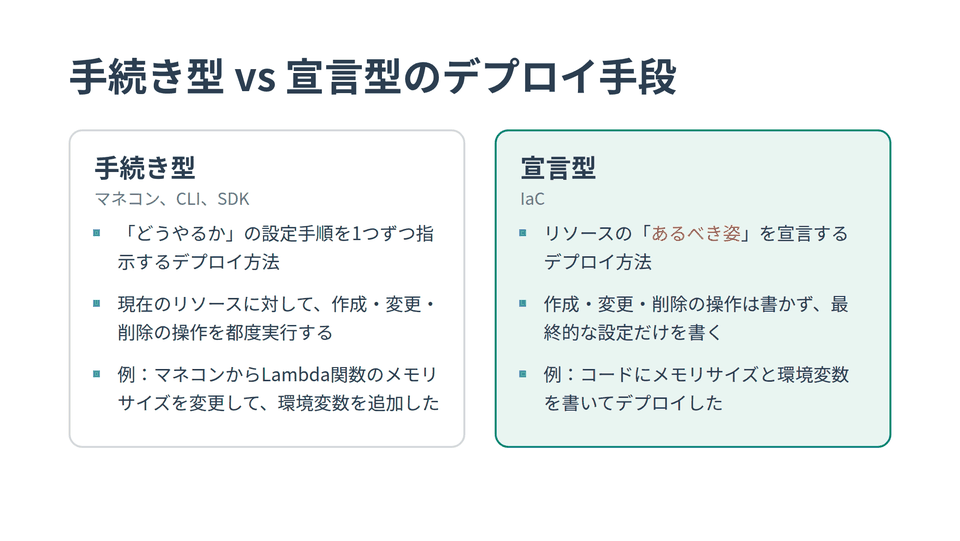 手続き型 vs 宣言型のデプロイ手段
手続き型
マネコン、CLI、SDK
「どうやるか」の設定手順を1つずつ指
示するデプロイ方法
現在のリソースに対して、作成・変更・
削除の操作を都度実行する
例：マネコンからLambda関数のメモリ
サイズを変更して、環境変数を追加した
宣言型
IaC
リソースの「あるべき姿」を宣言する
デプロイ方法
作成・変更・削除の操作は書かず、最
終的な設定だけを書く
例：コードにメモリサイズと環境変数
を書いてデプロイした